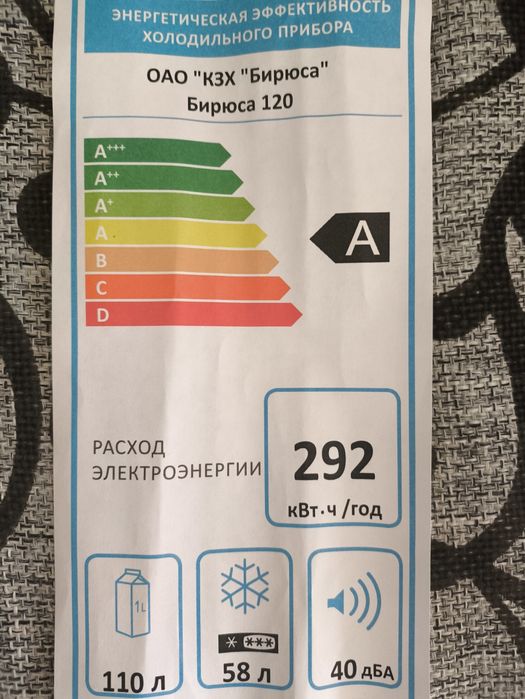 ЭНЕРГЕТИЧЕСКАЯ ЭФФЕКТИВНОСТЬ
ХОЛОДИЛЬНОГО ПРИБОРА
ОАО "КЗХ "Бирюса"
Бирюса 120
A+++
A++
A+
A
A
B
C
D
РАСХОД
ЭЛЕКТРОЭНЕРГИИ
292
кВт·ч /год
1L
110 л
58 л
40 дБА